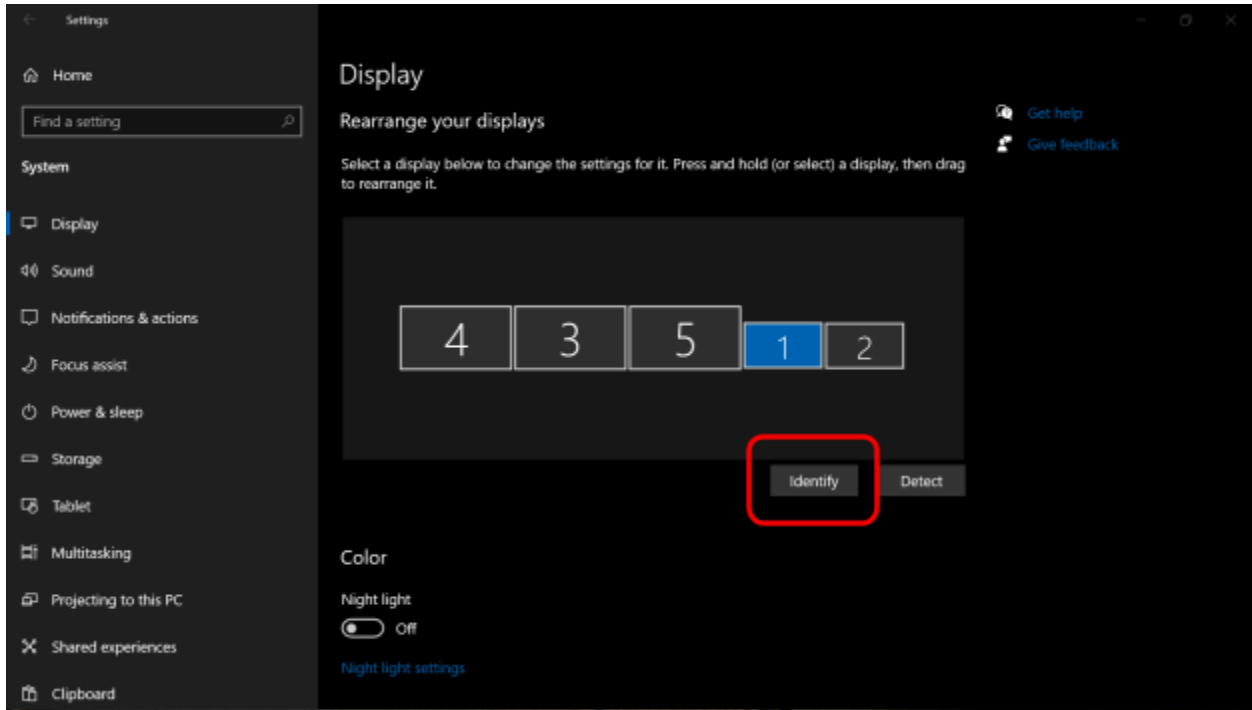 Settings
Home
Find a setting
System
Display
Sound
Notifications & actions
Focus assist
Power & sleep
Storage
Tablet
Multitasking
Projecting to this PC
Shared experiences
Clipboard
Display
Rearrange your displays
Select a display below to change the settings for it. Press and hold (or select) a display, then drag
to rearrange it.
4 3 5 1 2
Identify Detect
Color
Night light
Off
Night light settings
Get help
Give feedback